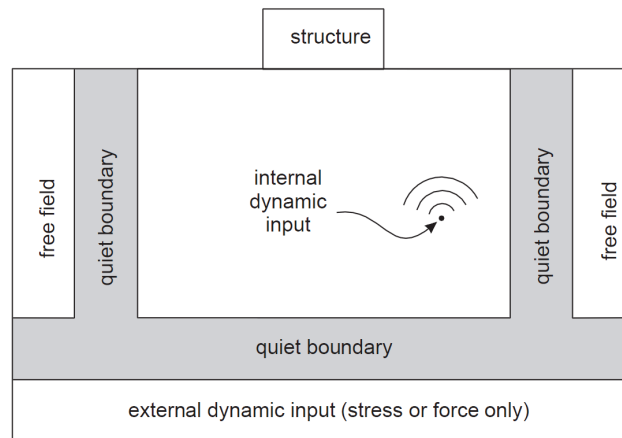 structure
free field
quiet boundary
internal
dynamic
input
quiet boundary
free field
quiet boundary
external dynamic input (stress or force only)